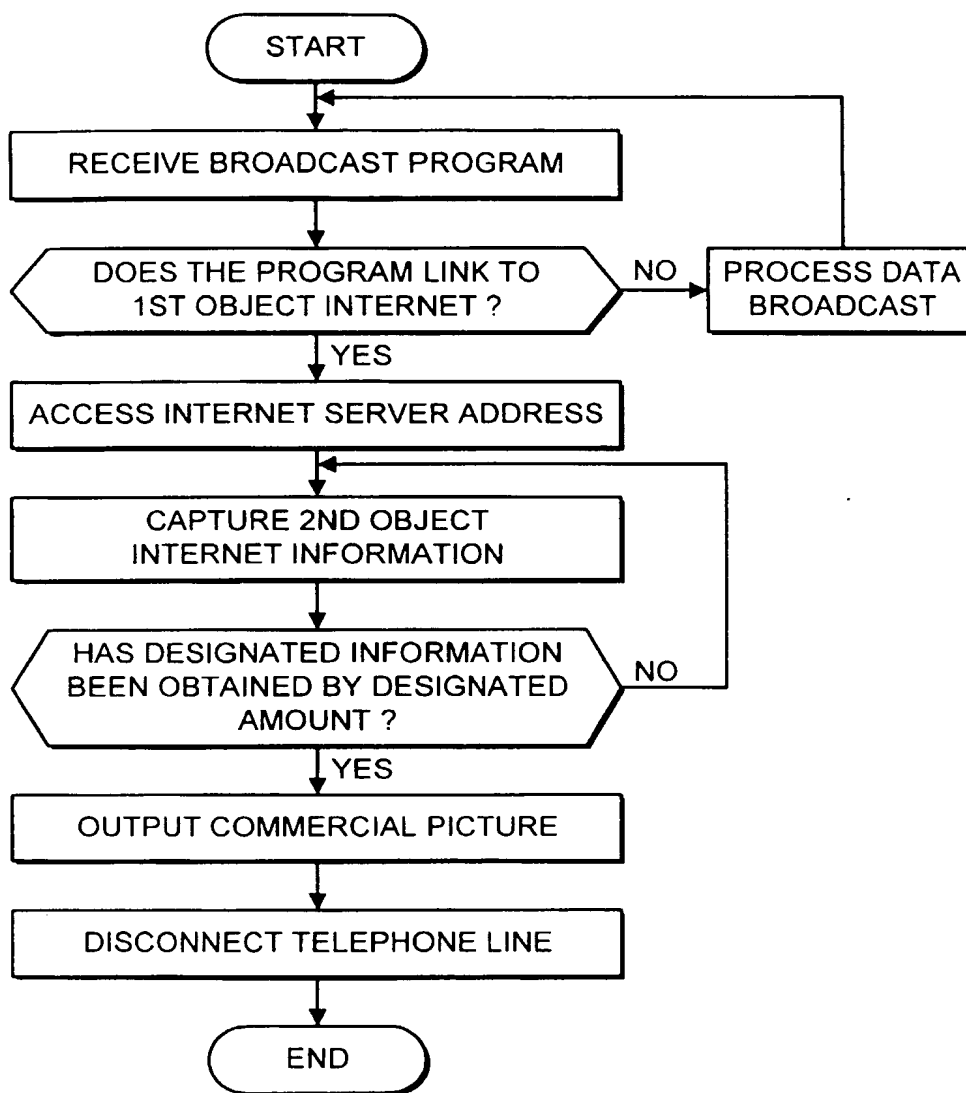 START
RECEIVE BROADCAST PROGRAM
DOES THE PROGRAM LINK TO
1ST OBJECT INTERNET ?
NO
PROCESS DATA
BROADCAST
YES
ACCESS INTERNET SERVER ADDRESS
CAPTURE 2ND OBJECT
INTERNET INFORMATION
HAS DESIGNATED INFORMATION
BEEN OBTAINED BY DESIGNATED
AMOUNT ?
NO
YES
OUTPUT COMMERCIAL PICTURE
DISCONNECT TELEPHONE LINE
END